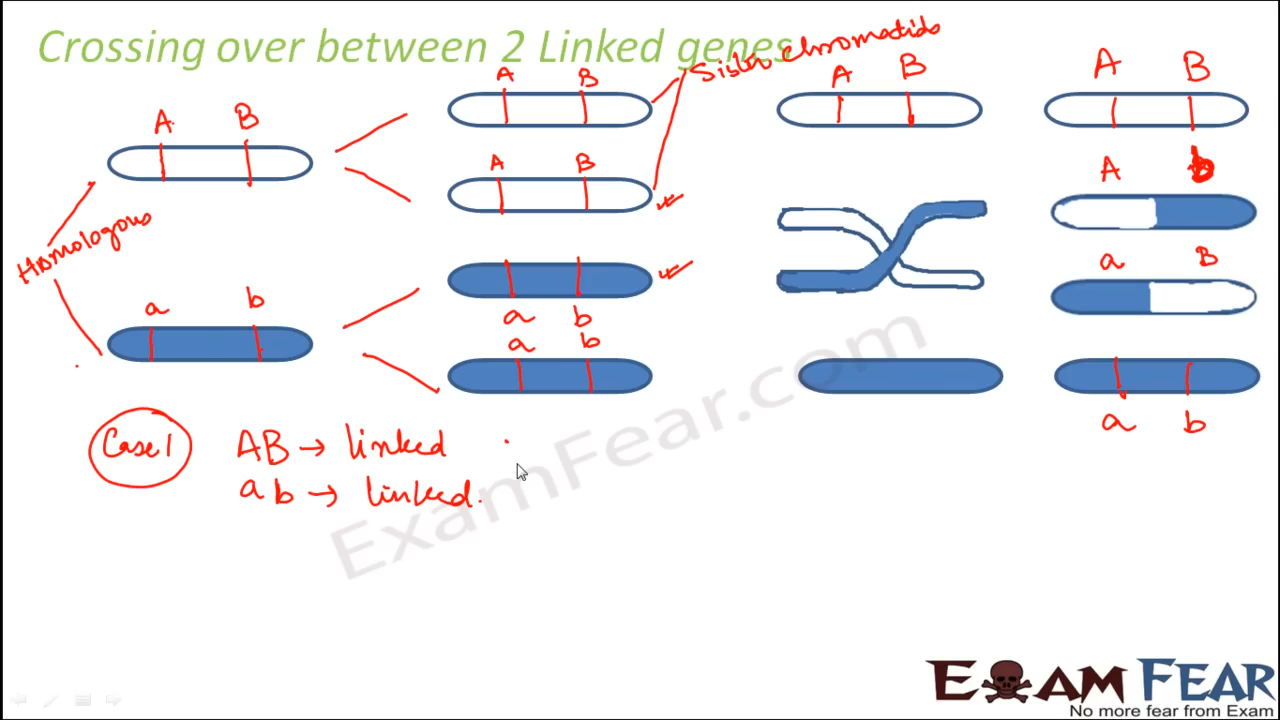 Crossing over between 2 Linked genes
Sister chromatids
A B
A B
A B
A B
A B
A b
Homologous
a B
a b
a b
a b
a b
Case 1
AB → linked
ab → linked.
ExamFear.com
EXAM FEAR
No more fear from Exam